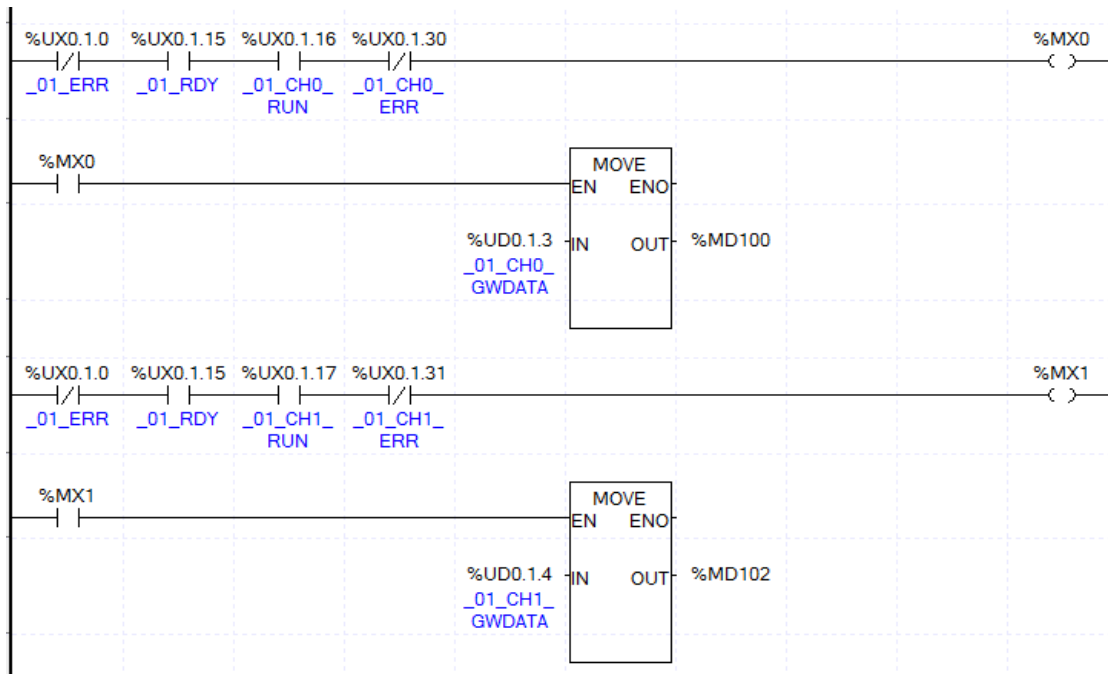 %UX0.1.0 %UX0.1.15 %UX0.1.16 %UX0.1.30 %MX0
_01_ERR _01_RDY _01_CH0_ _01_CH0_
RUN ERR
%MX0
MOVE
EN ENO
%UD0.1.3 IN OUT %MD100
_01_CH0_
GWDATA
%UX0.1.0 %UX0.1.15 %UX0.1.17 %UX0.1.31 %MX1
_01_ERR _01_RDY _01_CH1_ _01_CH1_
RUN ERR
%MX1
MOVE
EN ENO
%UD0.1.4 IN OUT %MD102
_01_CH1_
GWDATA